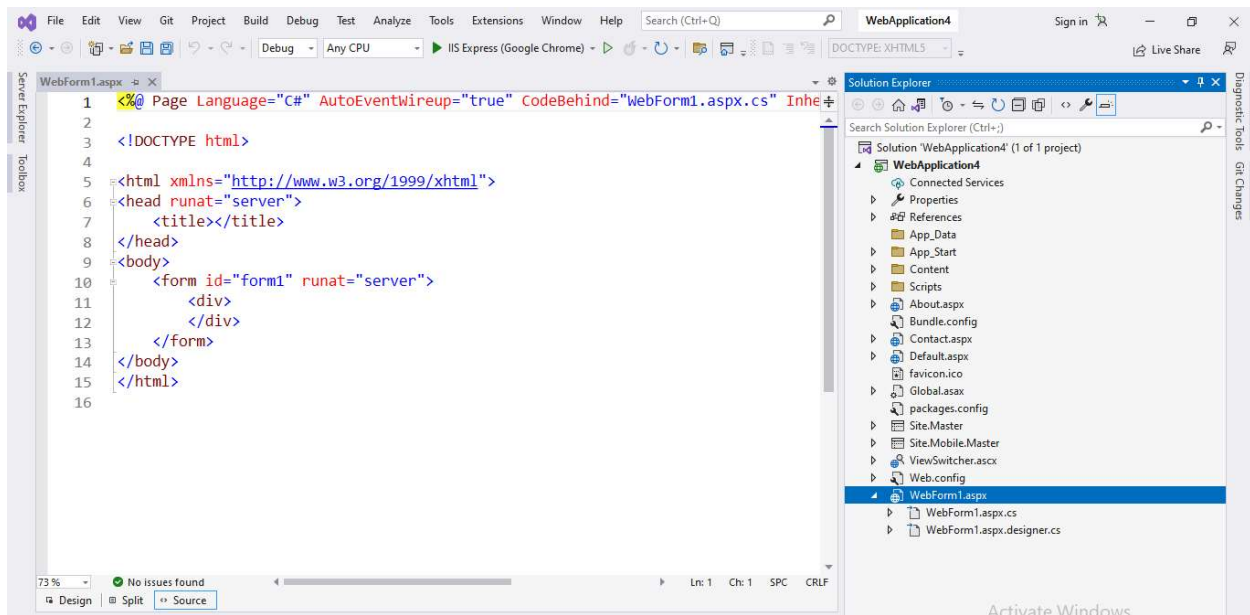 File Edit View Git Project Build Debug Test Analyze Tools Extensions Window Help Search (Ctrl+Q) WebApplication4 Sign in
Debug Any CPU IIS Express (Google Chrome) DOCTYPE: XHTML5 Live Share
Server Explorer
Toolbox
WebForm1.aspx
1 <%@ Page Language="C#" AutoEventWireup="true" CodeBehind="WebForm1.aspx.cs" Inhe
2
3 <!DOCTYPE html>
4
5 <html xmlns="http://www.w3.org/1999/xhtml">
6 <head runat="server">
7 <title></title>
8 </head>
9 <body>
10 <form id="form1" runat="server">
11 <div>
12 </div>
13 </form>
14 </body>
15 </html>
16
73 % No issues found Ln: 1 Ch: 1 SPC CRLF
Design Split Source
Solution Explorer
Search Solution Explorer (Ctrl+;)
Solution 'WebApplication4' (1 of 1 project)
WebApplication4
Connected Services
Properties
References
App_Data
App_Start
Content
Scripts
About.aspx
Bundle.config
Contact.aspx
Default.aspx
favicon.ico
Global.asax
packages.config
Site.Master
Site.Mobile.Master
ViewSwitcher.ascx
Web.config
WebForm1.aspx
WebForm1.aspx.cs
WebForm1.aspx.designer.cs
Diagnostic Tools
Git Changes
Activate Windows